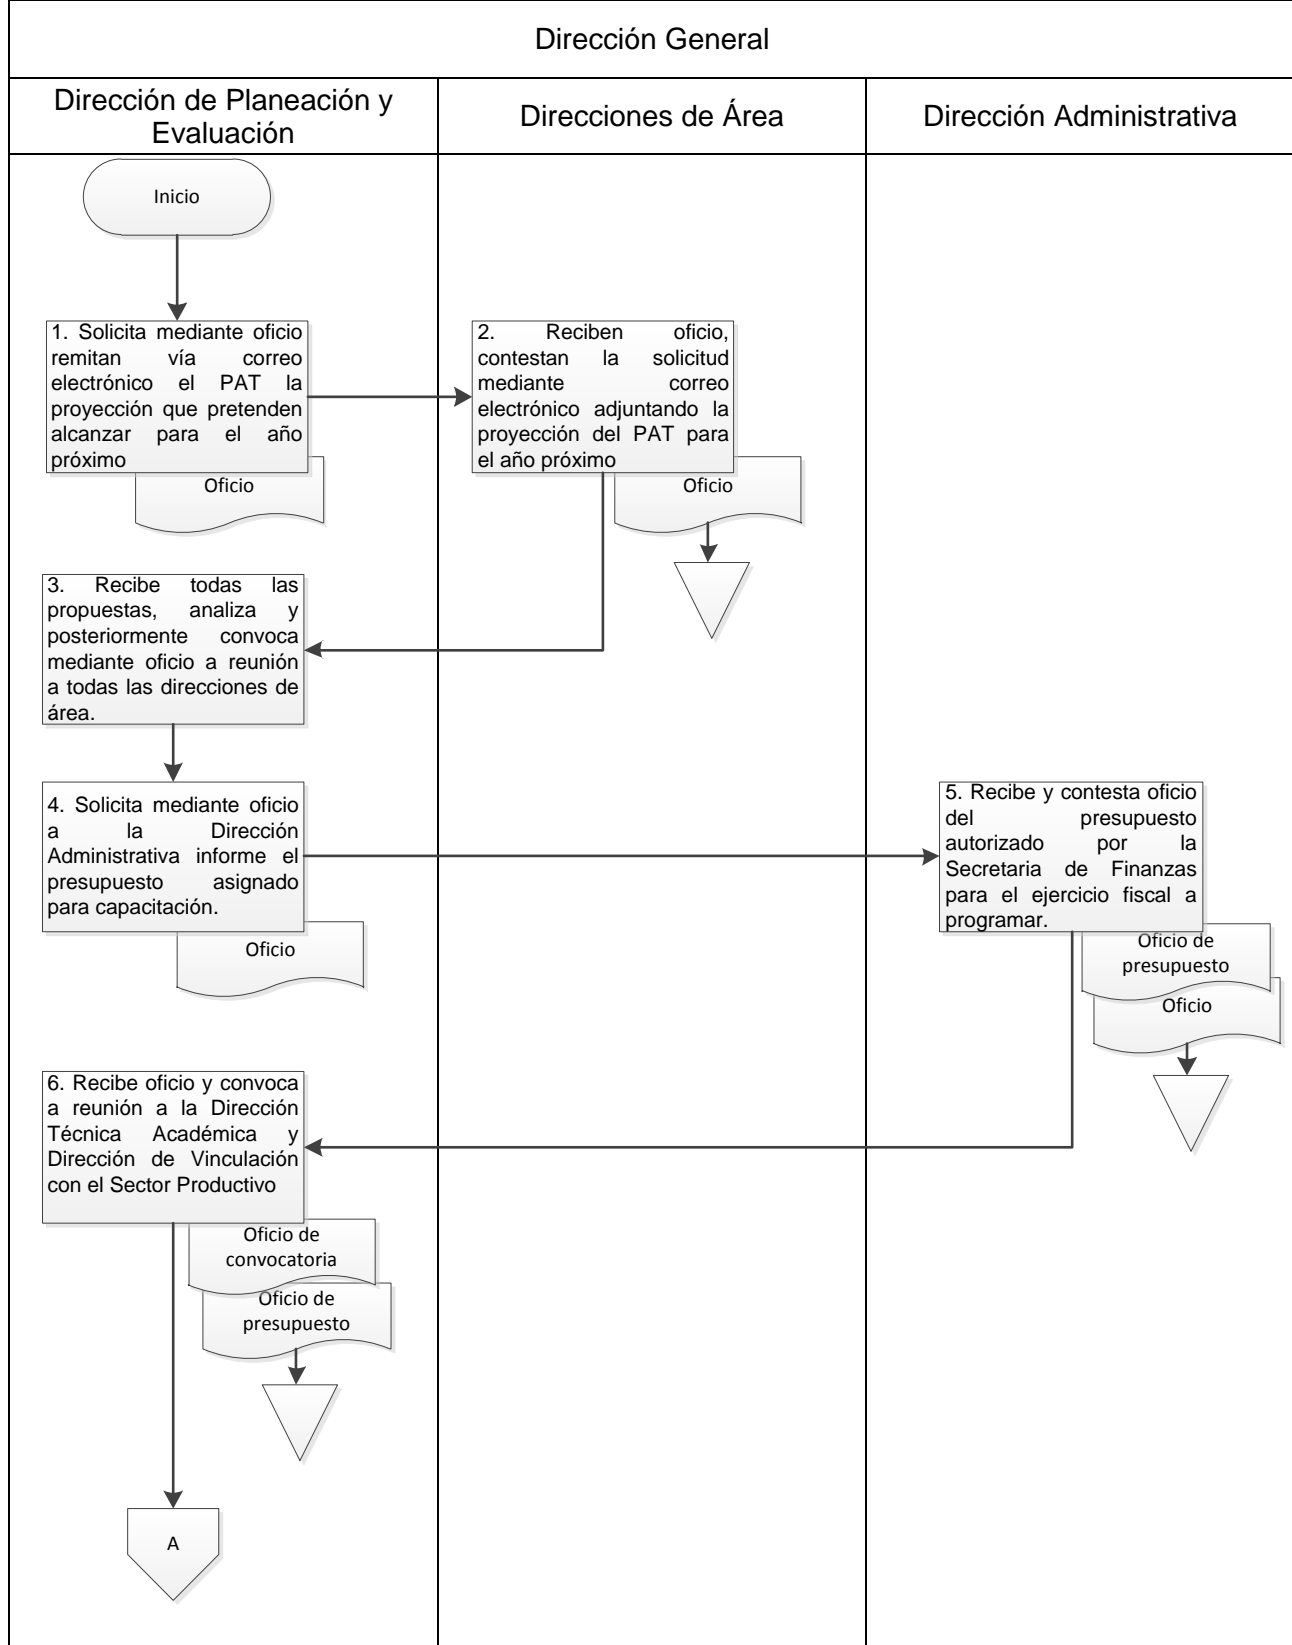 Dirección General
Dirección de Planeación y
Evaluación
Direcciones de Área
Dirección Administrativa
Inicio
1. Solicita mediante oficio
remitan vía correo
electrónico el PAT la
proyección que pretenden
alcanzar para el año
próximo
Oficio
2. Reciben oficio,
contestan la solicitud
mediante correo
electrónico adjuntando la
proyección del PAT para
el año próximo
Oficio
3. Recibe todas las
propuestas, analiza y
posteriormente convoca
mediante oficio a reunión
a todas las direcciones de
área.
4. Solicita mediante oficio
a la Dirección
Administrativa informe el
presupuesto asignado
para capacitación.
Oficio
5. Recibe y contesta oficio
del presupuesto
autorizado por la
Secretaria de Finanzas
para el ejercicio fiscal a
programar.
Oficio de
presupuesto
Oficio
6. Recibe oficio y convoca
a reunión a la Dirección
Técnica Académica y
Dirección de Vinculación
con el Sector Productivo
Oficio de
convocatoria
Oficio de
presupuesto
A